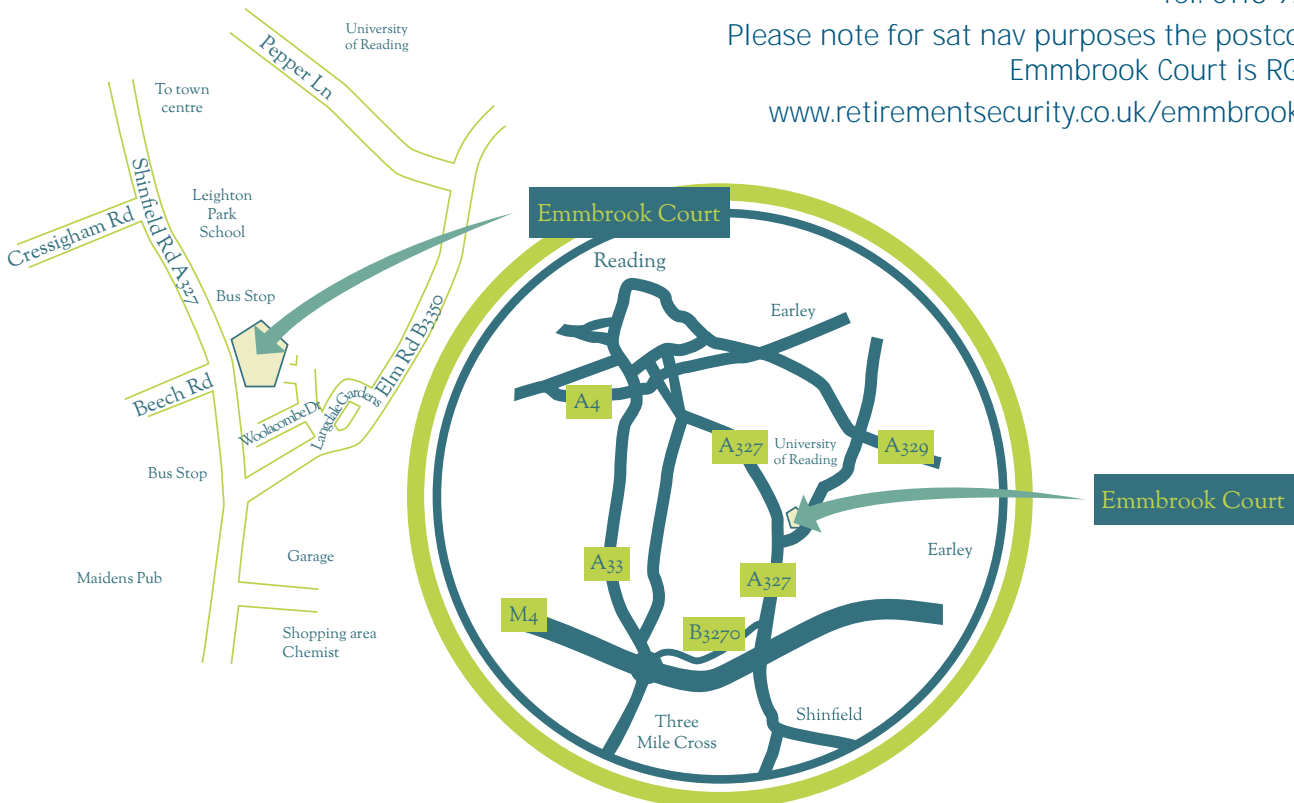 Please note for sat nav purposes the
Emmbrook Court is
www.retirementsecurity.co.uk/emmbrook
University
of Reading
Pepper Ln
To town
centre
Shinfield Rd A327
Leighton
Park
School
Cressigham Rd
Emmbrook Court
Bus Stop
Elm Rd B3350
Beech Rd
Woolacombe Dr
Langdale Gardens
Bus Stop
Garage
Maidens Pub
Shopping area
Chemist
Reading
Earley
A4
A327
University
of Reading
A329
Emmbrook Court
Earley
A33
A327
M4
B3270
Three
Mile Cross
Shinfield